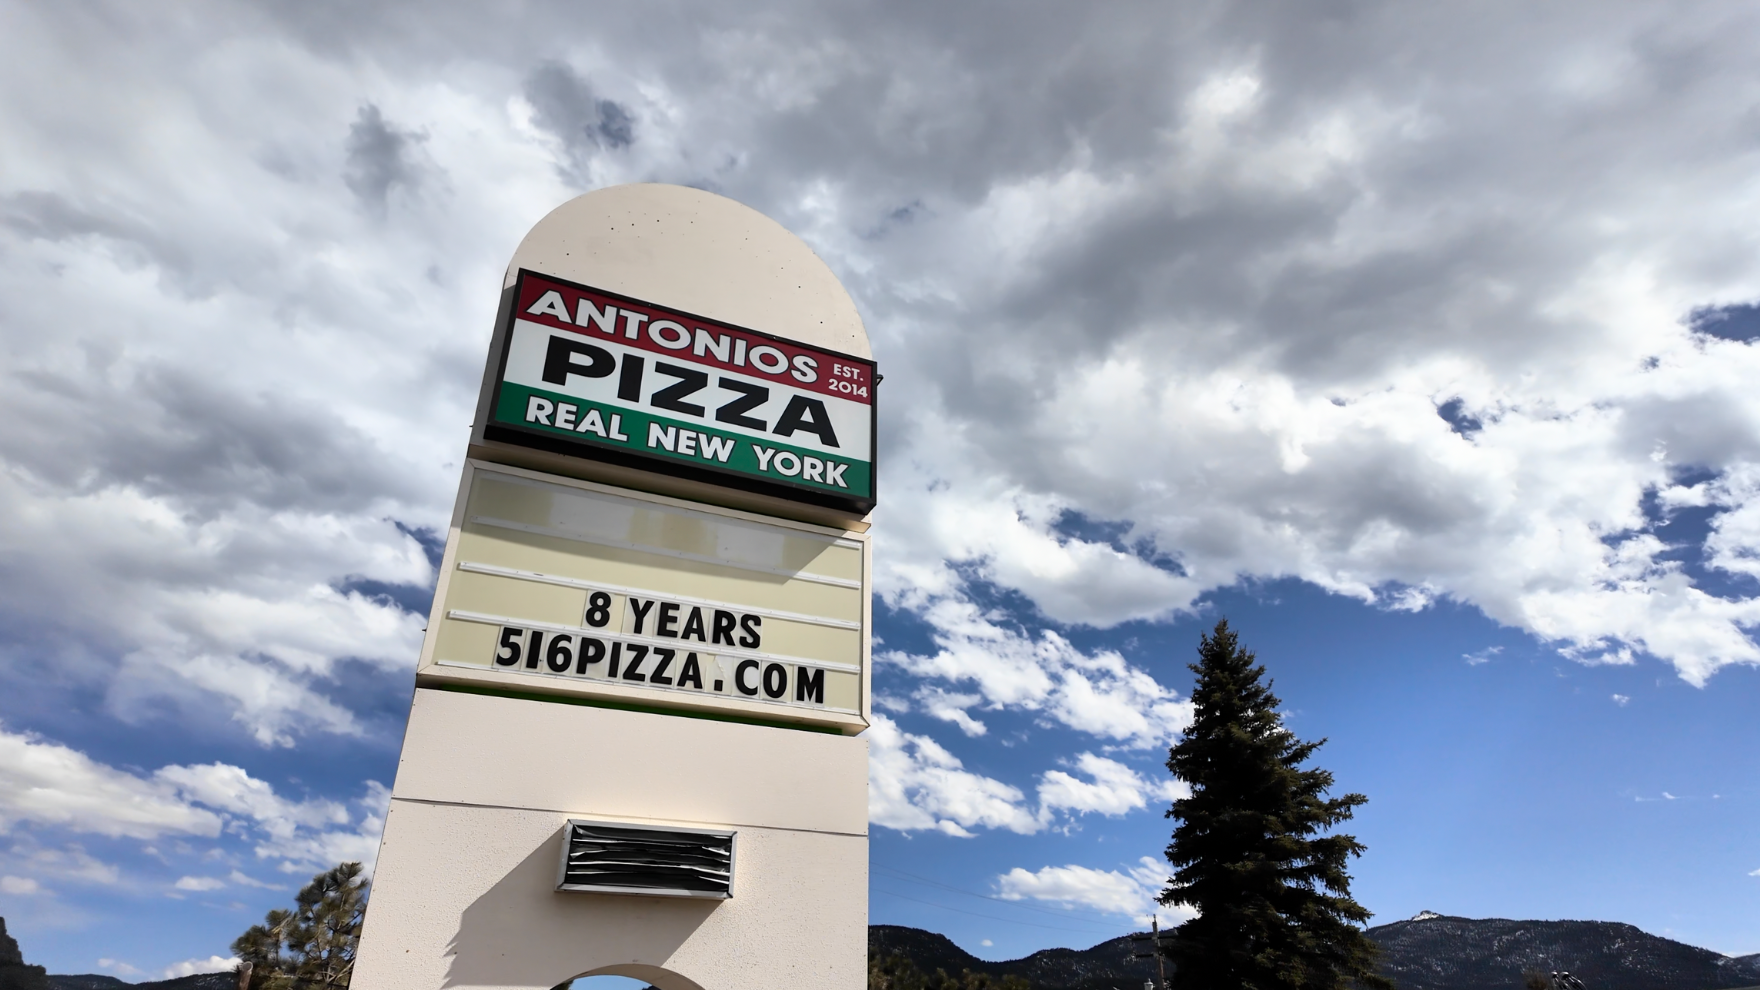 ANTONIOS
EST.
2014
PIZZA
REAL NEW YORK
8 YEARS
516PIZZA.COM